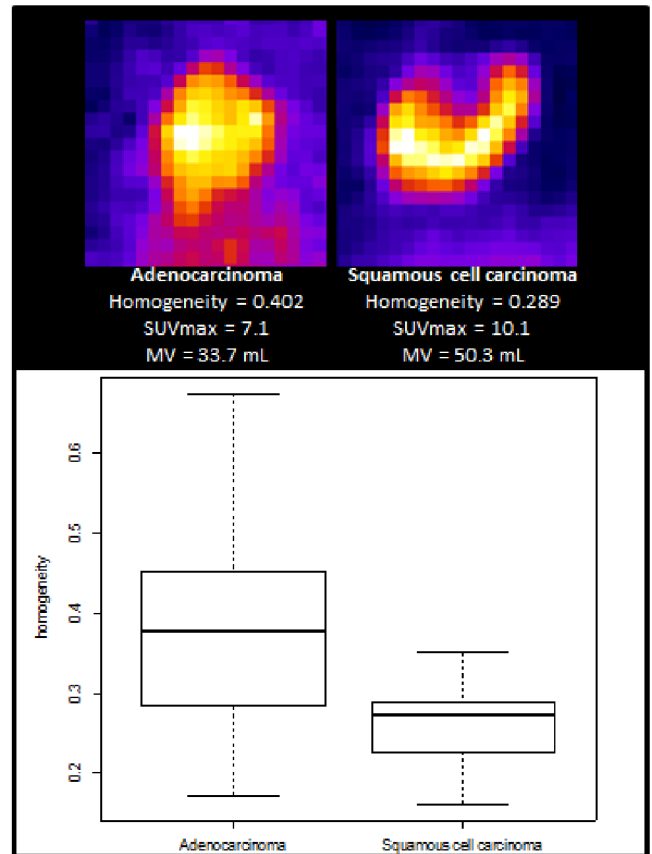 Adenocarcinoma
Homogeneity = 0.402
SUVmax = 7.1
MV = 33.7 mL
Squamous cell carcinoma
Homogeneity = 0.289
SUVmax = 10.1
MV = 50.3 mL
homogeneity
0.6
0.5
0.4
0.3
0.2
Adenocarcinoma
Squamous cell carcinoma